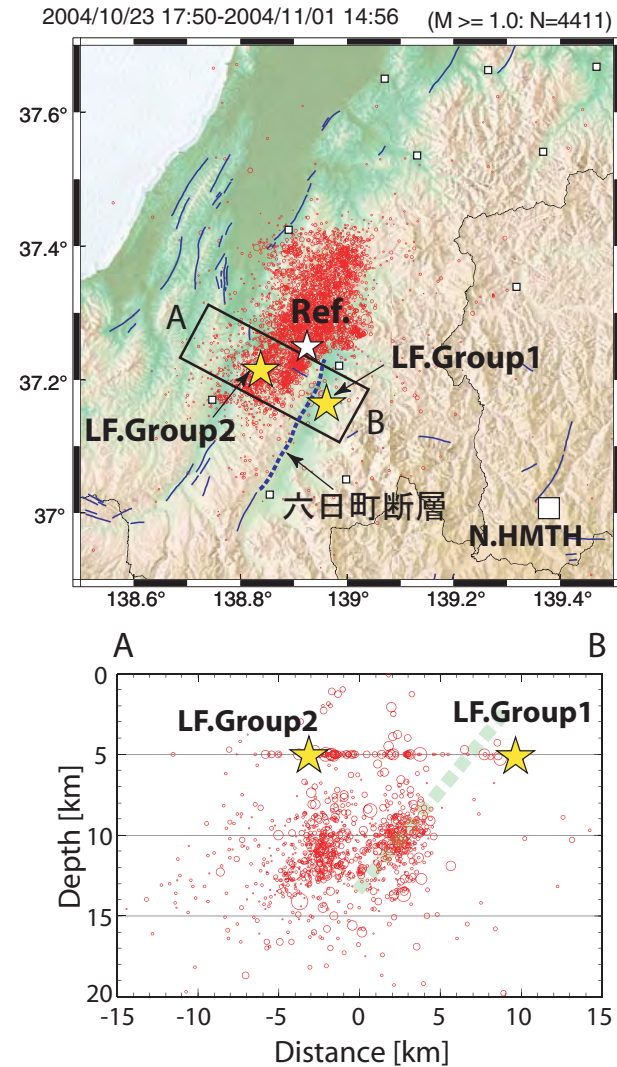 2004/10/23 17:50-2004/11/01 14:56 (M >= 1.0: N=4411)
37.6°
37.4°
A
Ref.
37.2°
LF.Group1
B
LF.Group2
37°
六日町断層
N.HMTH
138.6° 138.8° 139° 139.2° 139.4°
A B
0
LF.Group2 LF.Group1
5
10
15
20
Depth [km]
-15 -10 -5 0 5 10 15
Distance [km]